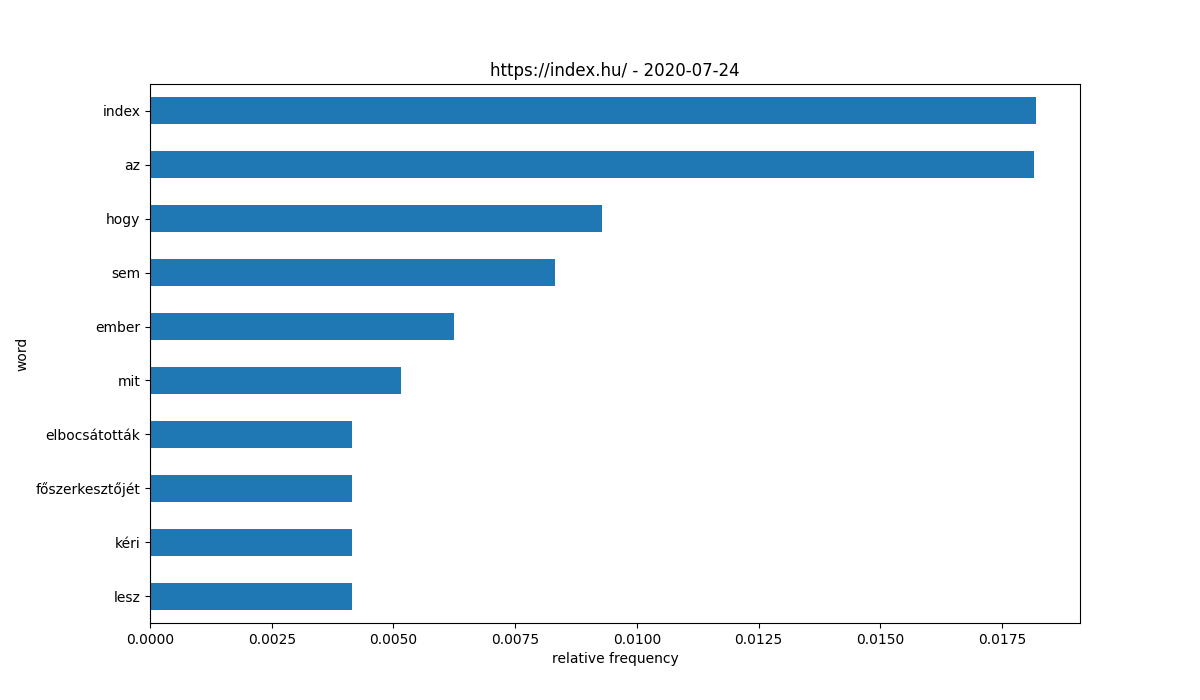 https://index.hu/ - 2020-07-24
index
az
hogy
sem
ember
mit
elbocsátották
főszerkesztőjét
kéri
lesz
word
0.0000 0.0025 0.0050 0.0075 0.0100 0.0125 0.0150 0.0175
relative frequency